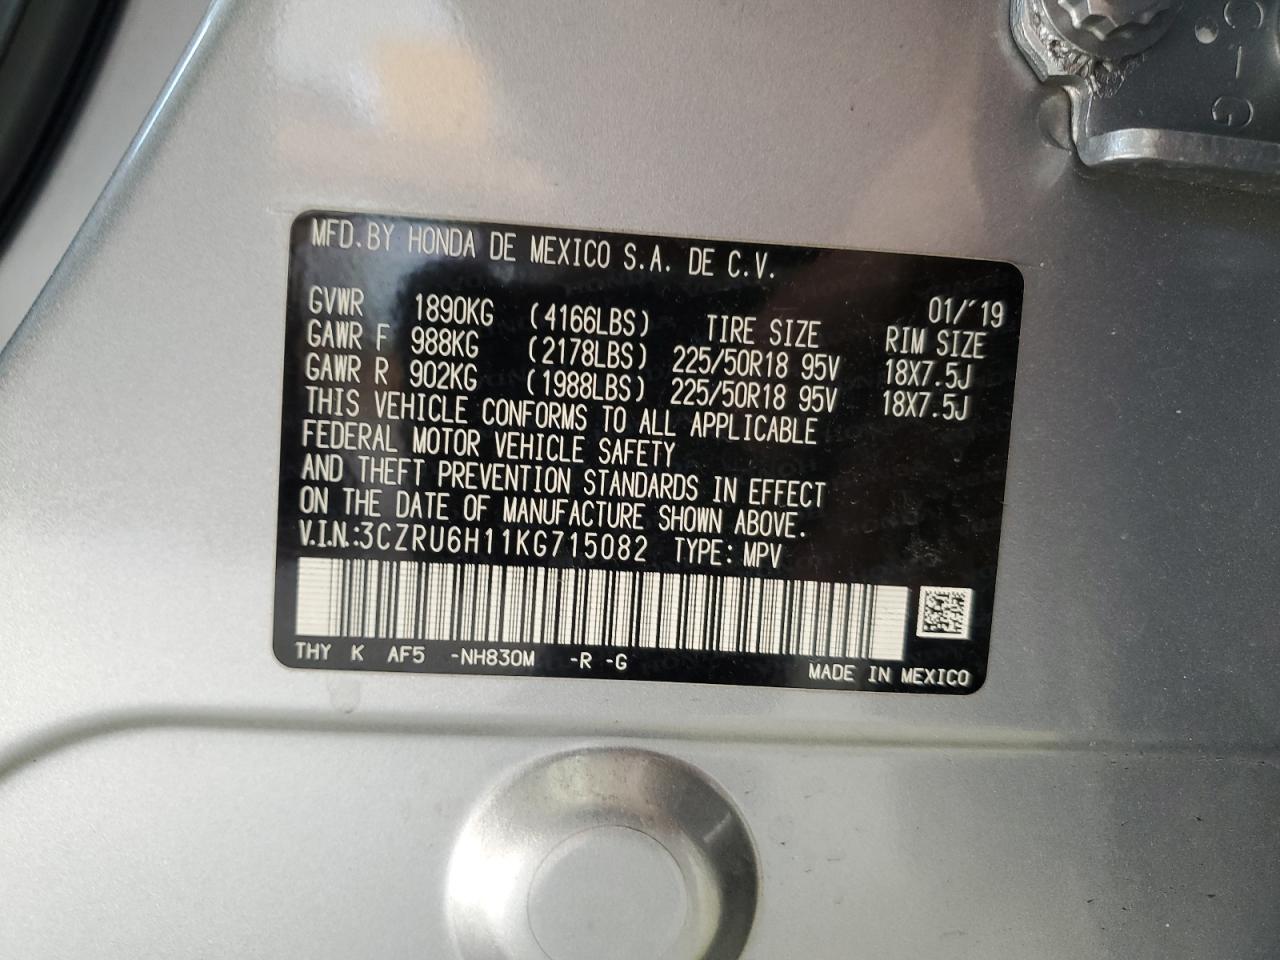 C-G
MFD. BY HONDA DE MEXICO S.A. DE C.V.
01/'19
GVWR 1890KG (4166LBS) TIRE SIZE RIM SIZE
GAWR F 988KG (2178LBS) 225/50R18 95V 18X7.5J
GAWR R 902KG (1988LBS) 225/50R18 95V 18X7.5J
THIS VEHICLE CONFORMS TO ALL APPLICABLE
FEDERAL MOTOR VEHICLE SAFETY
AND THEFT PREVENTION STANDARDS IN EFFECT
ON THE DATE OF MANUFACTURE SHOWN ABOVE.
V.I.N.:3CZRU6H11KG715082 TYPE: MPV
THY K AF5 -NH830M -R -G
MADE IN MEXICO